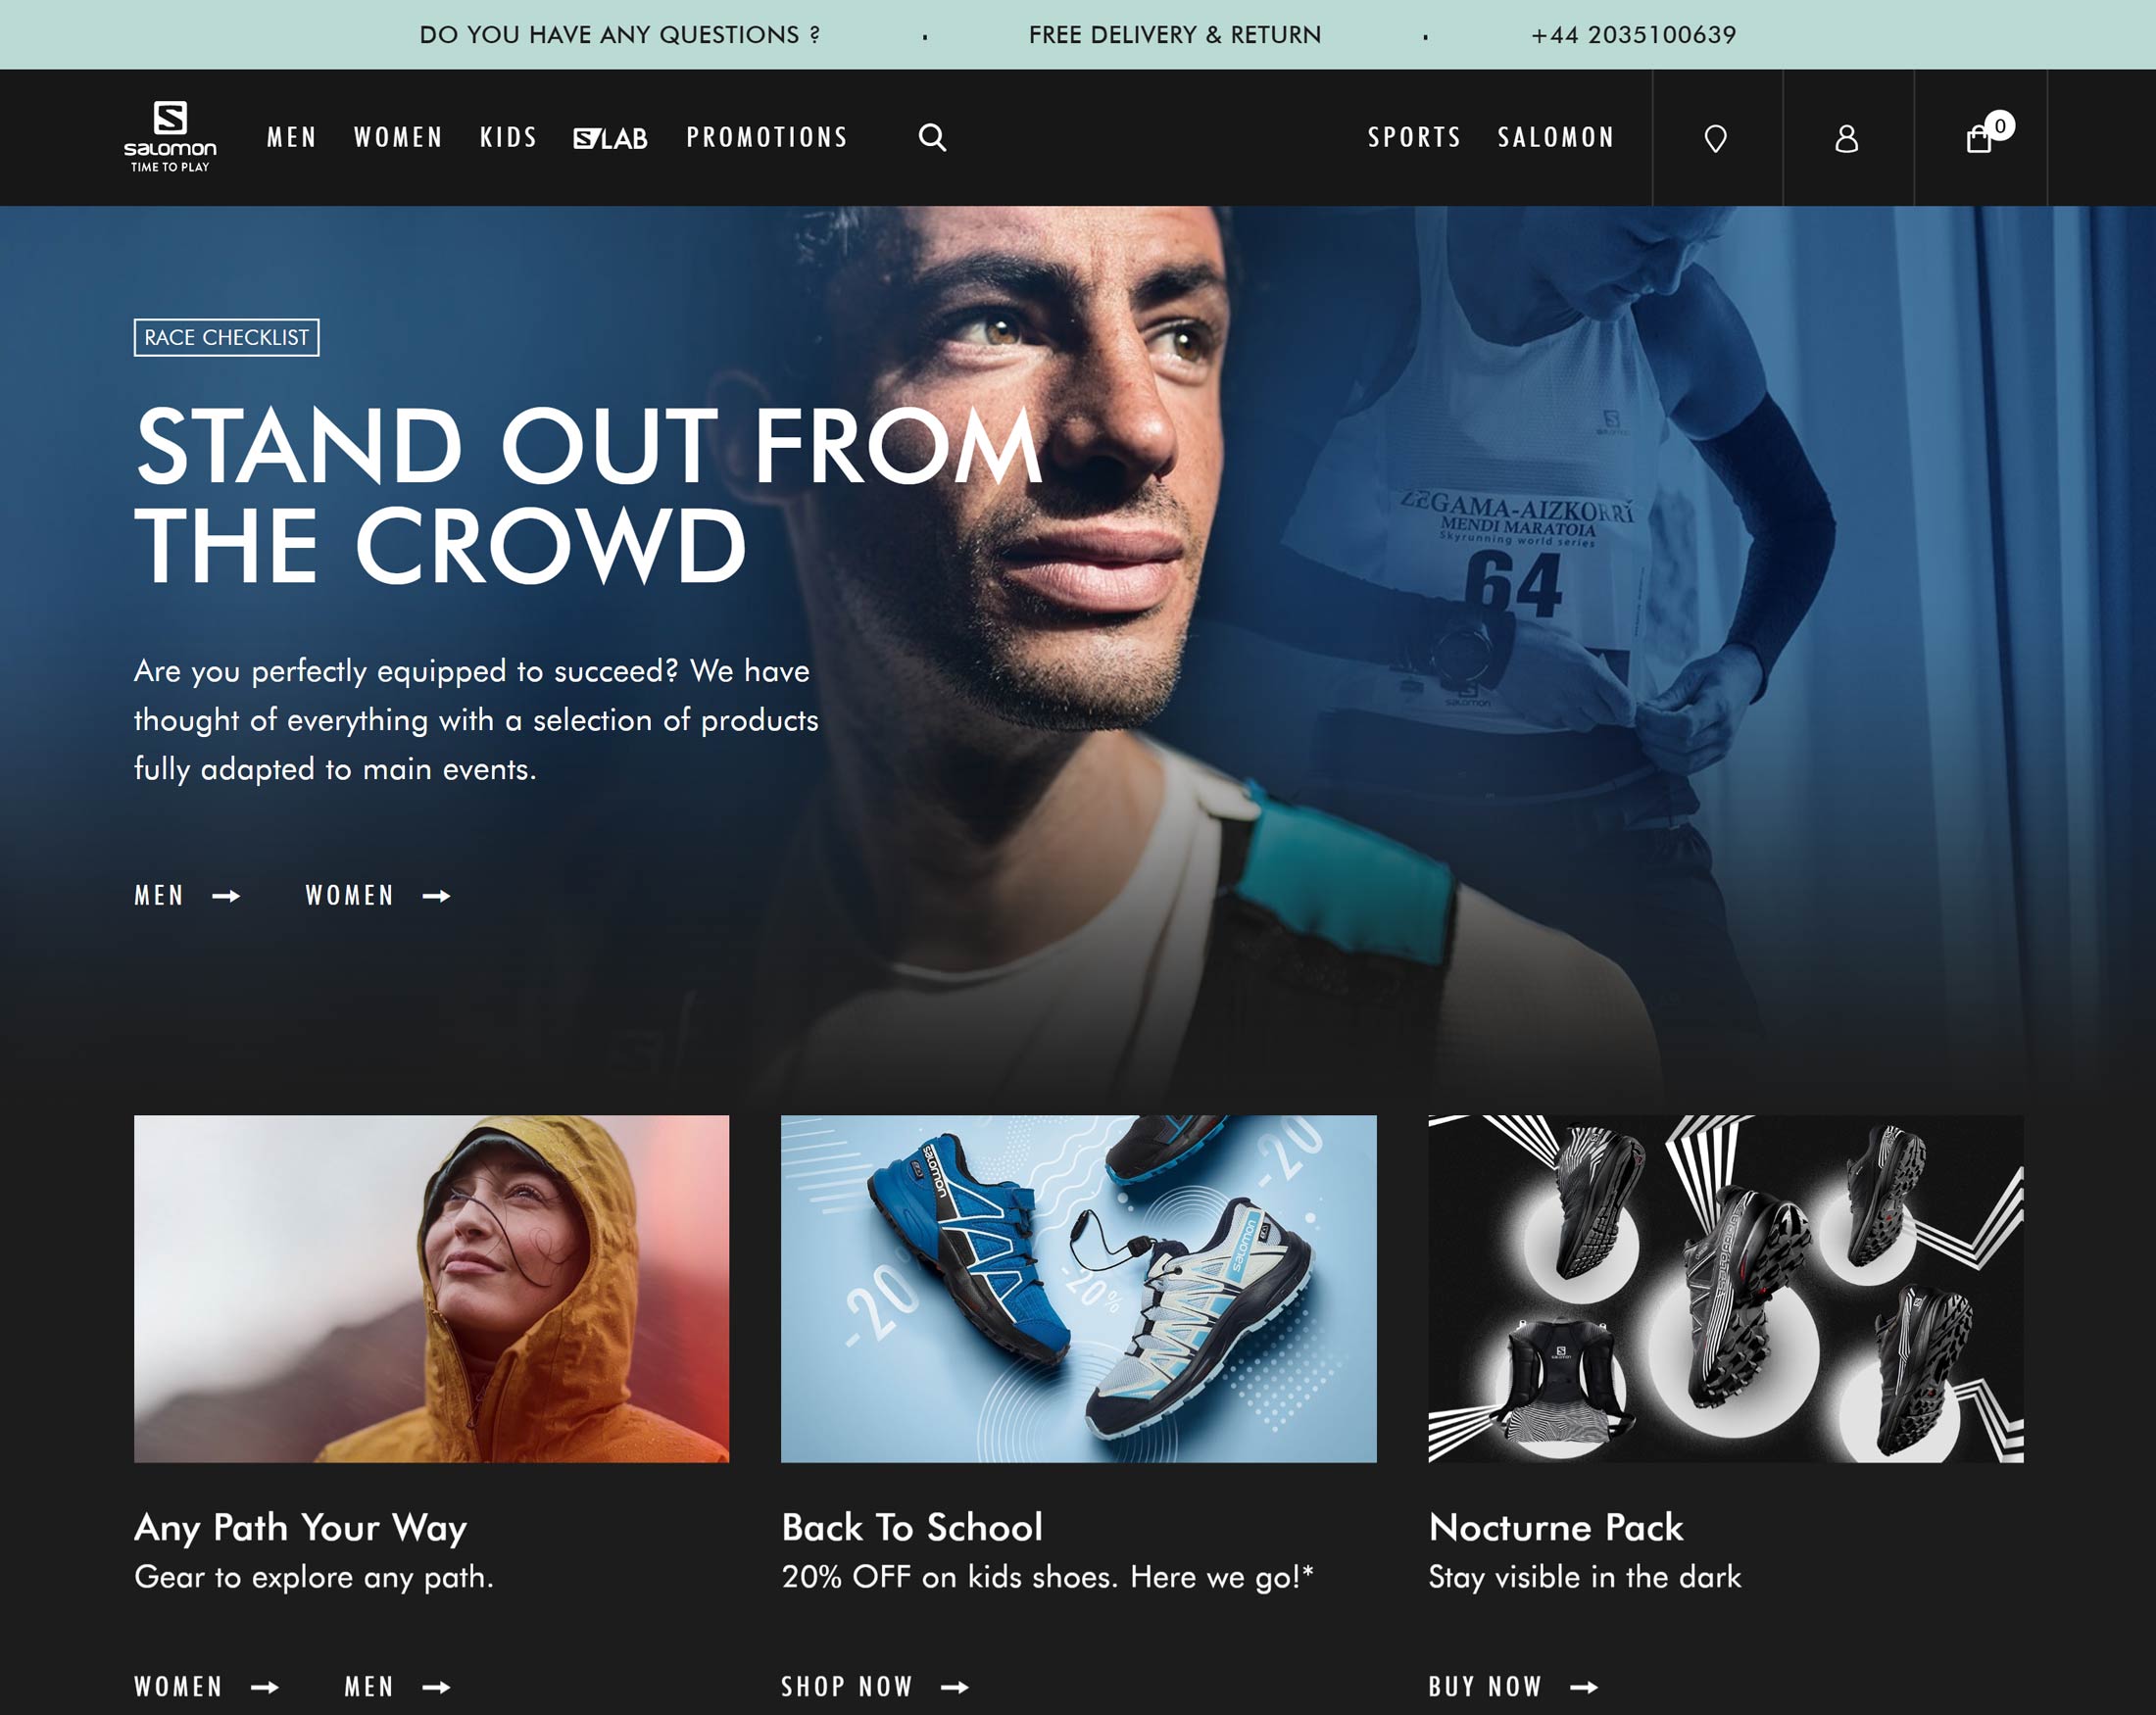 DO YOU HAVE ANY QUESTIONS ?
·
FREE DELIVERY & RETURN
·
+44 2035100639
S
salomon
TIME TO PLAY
MEN
WOMEN
KIDS
S/LAB
PROMOTIONS
SPORTS
SALOMON
0
RACE CHECKLIST
STAND OUT FROM
THE CROWD
Are you perfectly equipped to succeed? We have
thought of everything with a selection of products
fully adapted to main events.
MEN →
WOMEN →
ZEGAMA-AIZKORRI
MENDI MARATOIA
Skyrunning world series
64
salomon
salomon
-20
-20%
-20
salomon
Any Path Your Way
Gear to explore any path.
WOMEN →
MEN →
Back To School
20% OFF on kids shoes. Here we go!*
SHOP NOW →
Nocturne Pack
Stay visible in the dark
BUY NOW →